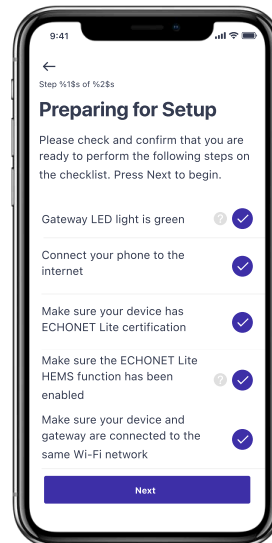 9:41
Step %1$s of %2$s
Preparing for Setup
Please check and confirm that you are
ready to perform the following steps on
the checklist. Press Next to begin.
Gateway LED light is green
?
Connect your phone to the
internet
Make sure your device has
ECHONET Lite certification
Make sure the ECHONET Lite
HEMS function has been
?
enabled
Make sure your device and
gateway are connected to the
same Wi-Fi network
Next